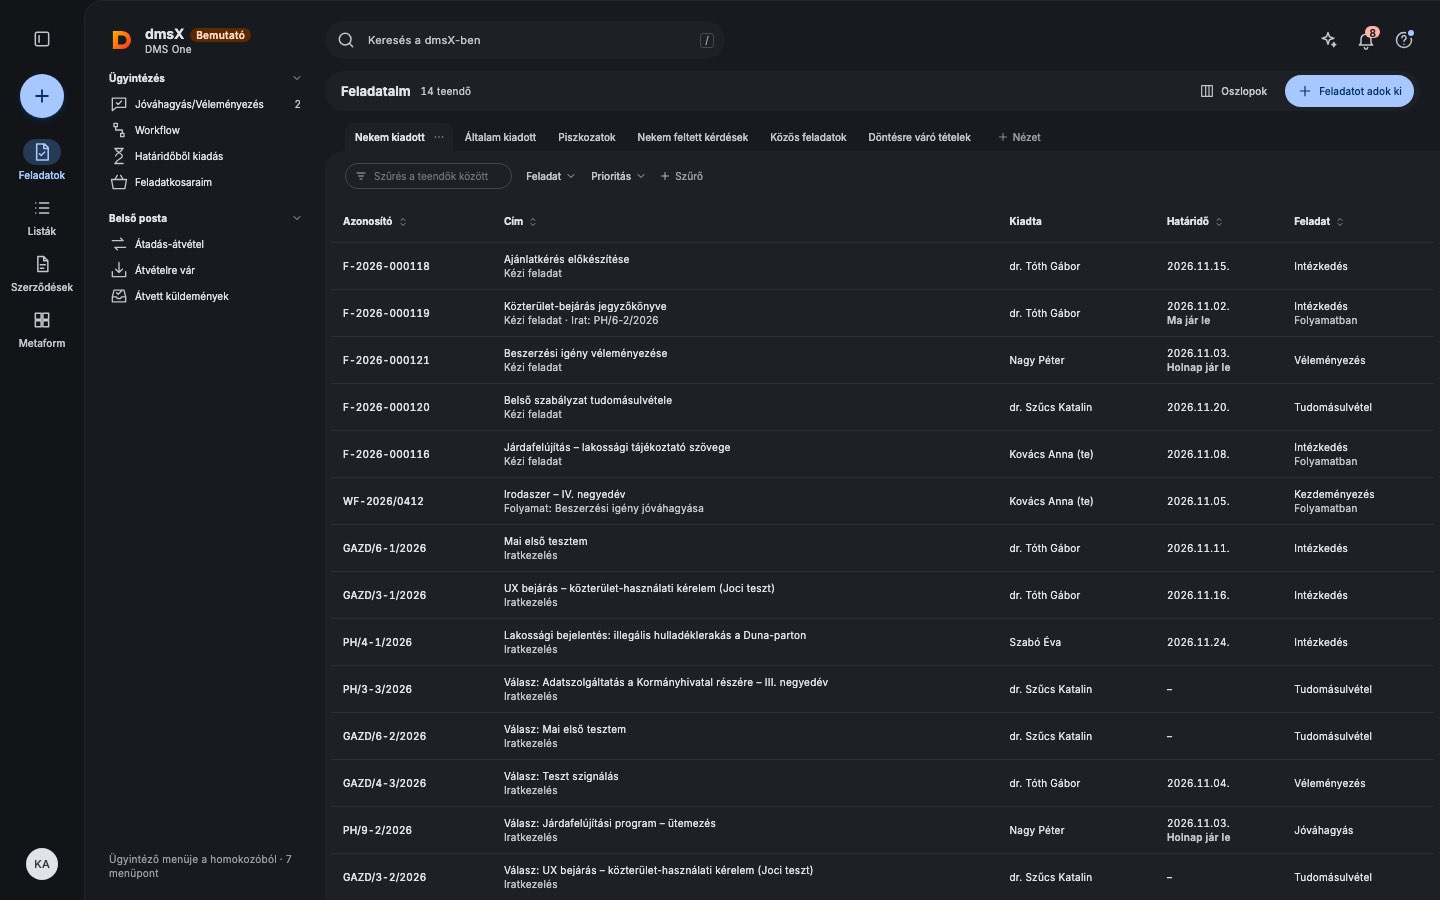 dmsX Bemutató
DMS One
Keresés a dmsX-ben /
8
Feladatok
Listák
Szerződések
Metaform
KA
Ügyintézés
Jóváhagyás/Véleményezés 2
Workflow
Határidőből kiadás
Feladatkosaraim
Belső posta
Átadás-átvétel
Átvételre vár
Átvett küldemények
Ügyintéző menüje a homokozóból · 7
menüpont
Feladataim 14 teendő
Oszlopok
+ Feladatot adok ki
Nekem kiadott ··· Általam kiadott Piszkozatok Nekem feltett kérdések Közös feladatok Döntésre váró tételek + Nézet
Szűrés a teendők között Feladat Prioritás + Szűrő
Azonosító Cím Kiadta Határidő Feladat
F-2026-000118 Ajánlatkérés előkészítése dr. Tóth Gábor 2026.11.15. Intézkedés
Kézi feladat
F-2026-000119 Közterület-bejárás jegyzőkönyve dr. Tóth Gábor 2026.11.02. Intézkedés
Kézi feladat · Irat: PH/6-2/2026 Ma jár le Folyamatban
F-2026-000121 Beszerzési igény véleményezése Nagy Péter 2026.11.03. Véleményezés
Kézi feladat Holnap jár le
F-2026-000120 Belső szabályzat tudomásulvétele dr. Szűcs Katalin 2026.11.20. Tudomásulvétel
Kézi feladat
F-2026-000116 Járdafelújítás – lakossági tájékoztató szövege Kovács Anna (te) 2026.11.08. Intézkedés
Kézi feladat Folyamatban
WF-2026/0412 Irodaszer – IV. negyedév Kovács Anna (te) 2026.11.05. Kezdeményezés
Folyamat: Beszerzési igény jóváhagyása Folyamatban
GAZD/6-1/2026 Mai első tesztem dr. Tóth Gábor 2026.11.11. Intézkedés
Iratkezelés
GAZD/3-1/2026 UX bejárás – közterület-használati kérelem (Joci teszt) dr. Tóth Gábor 2026.11.16. Intézkedés
Iratkezelés
PH/4-1/2026 Lakossági bejelentés: illegális hulladéklerakás a Duna-parton Szabó Éva 2026.11.24. Intézkedés
Iratkezelés
PH/3-3/2026 Válasz: Adatszolgáltatás a Kormányhivatal részére – III. negyedév dr. Szűcs Katalin – Tudomásulvétel
Iratkezelés
GAZD/6-2/2026 Válasz: Mai első tesztem dr. Szűcs Katalin – Tudomásulvétel
Iratkezelés
GAZD/4-3/2026 Válasz: Teszt szignálás dr. Tóth Gábor 2026.11.04. Véleményezés
Iratkezelés
PH/9-2/2026 Válasz: Járdafelújítási program – ütemezés Nagy Péter 2026.11.03. Jóváhagyás
Iratkezelés Holnap jár le
GAZD/3-2/2026 Válasz: UX bejárás – közterület-használati kérelem (Joci teszt) dr. Szűcs Katalin – Tudomásulvétel
Iratkezelés